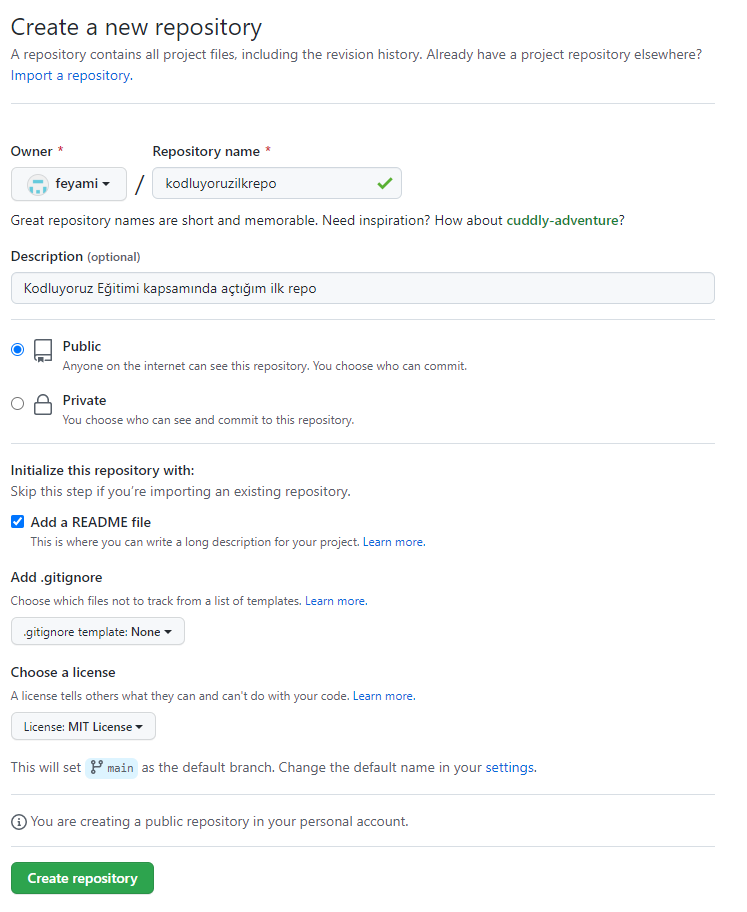 Create a new repository
A repository contains all project files, including the revision history. Already have a project repository elsewhere?
Import a repository.
Owner *
Repository name *
feyami
/
kodluyoruzilkrepo
Great repository names are short and memorable. Need inspiration? How about cuddly-adventure?
Description (optional)
Kodluyoruz Eğitimi kapsamında açtığım ilk repo
Public
Anyone on the internet can see this repository. You choose who can commit.
Private
You choose who can see and commit to this repository.
Initialize this repository with:
Skip this step if you're importing an existing repository.
Add a README file
This is where you can write a long description for your project. Learn more.
Add .gitignore
Choose which files not to track from a list of templates. Learn more.
.gitignore template: None
Choose a license
A license tells others what they can and can't do with your code. Learn more.
License: MIT License
This will set main as the default branch. Change the default name in your settings.
You are creating a public repository in your personal account.
Create repository